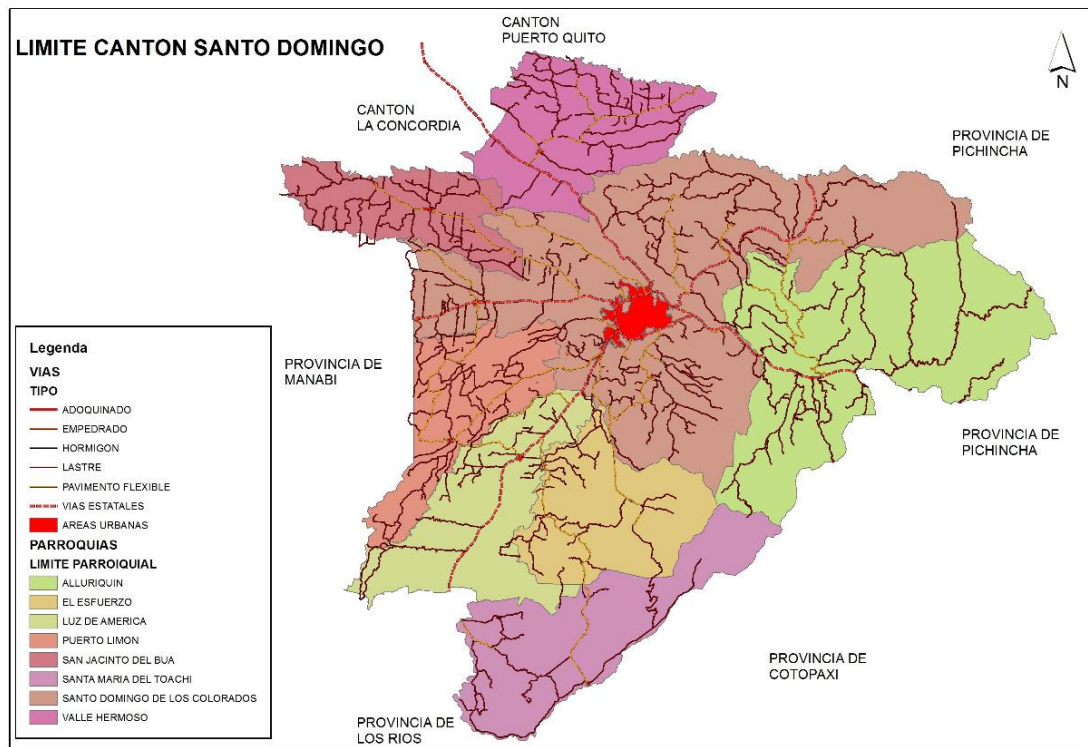 LIMITE CANTON SANTO DOMINGO
CANTON
PUERTO QUITO
N
CANTON
LA CONCORDIA
PROVINCIA DE
PICHINCHA
PROVINCIA DE
MANABI
PROVINCIA DE
PICHINCHA
PROVINCIA DE
COTOPAXI
PROVINCIA DE
LOS RIOS
Legenda
VIAS
TIPO
ADOQUINADO
EMPEDRADO
HORMIGON
LASTRE
PAVIMENTO FLEXIBLE
VIAS ESTATALES
AREAS URBANAS
PARROQUIAS
LIMITE PARROIQUIAL
ALLURIQUIN
EL ESFUERZO
LUZ DE AMERICA
PUERTO LIMON
SAN JACINTO DEL BUA
SANTA MARIA DEL TOACHI
SANTO DOMINGO DE LOS COLORADOS
VALLE HERMOSO